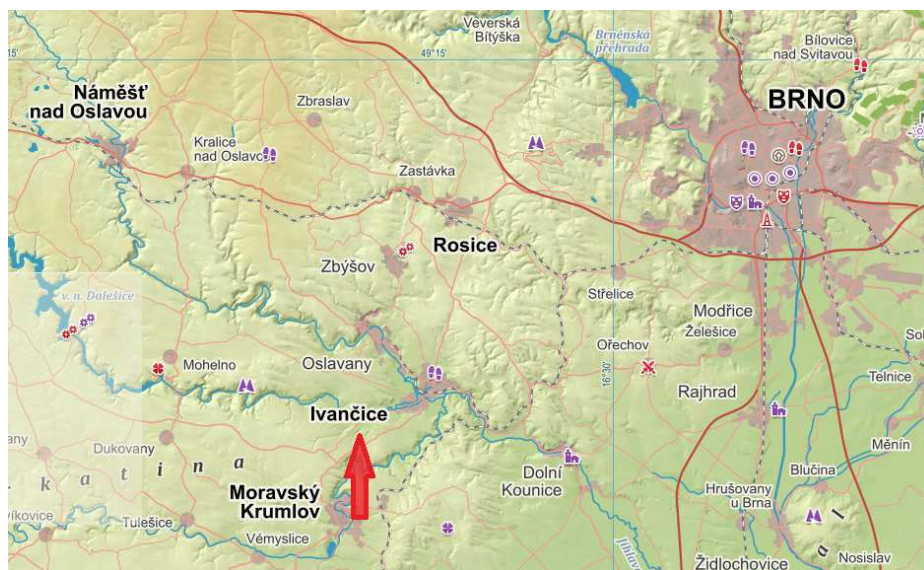 Veverská
Bítýška
49°15'
Brněnská
přehrada
Bílovice
nad Svitavou
15'
Náměšť
nad Oslavou
Zbraslav
BRNO
Kralice
nad Oslavou
Zastávka
Rosice
Zbýšov
Střelice
v. n. Dalešice
Modřice
Želešice
Oslavany
Ořechov
16°30'
Mohelno
Telnice
Rajhrad
Ivančice
Měnín
Dukovany
k a t i n a
Moravský
Krumlov
Dolní
Kounice
Blučina
Hrušovany
u Brna
Tulešice
Vémyslice
Jihlava
Židlochovice
Nosislav